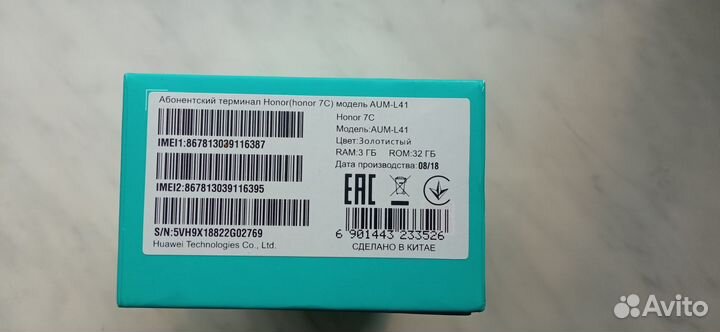 Абонентский терминал Honor(honor 7C) модель AUM-L41
IMEI1:867813039116387
IMEI2:867813039116395
S/N:5VH9X18822G02769
Huawei Technologies Co., Ltd.
Honor 7C
Модель:AUM-L41
Цвет:Золотистый
RAM:3 ГБ ROM:32 ГБ
Дата производства:08/18
EAC
6 901443 233526
СДЕЛАНО В КИТАЕ
Avito